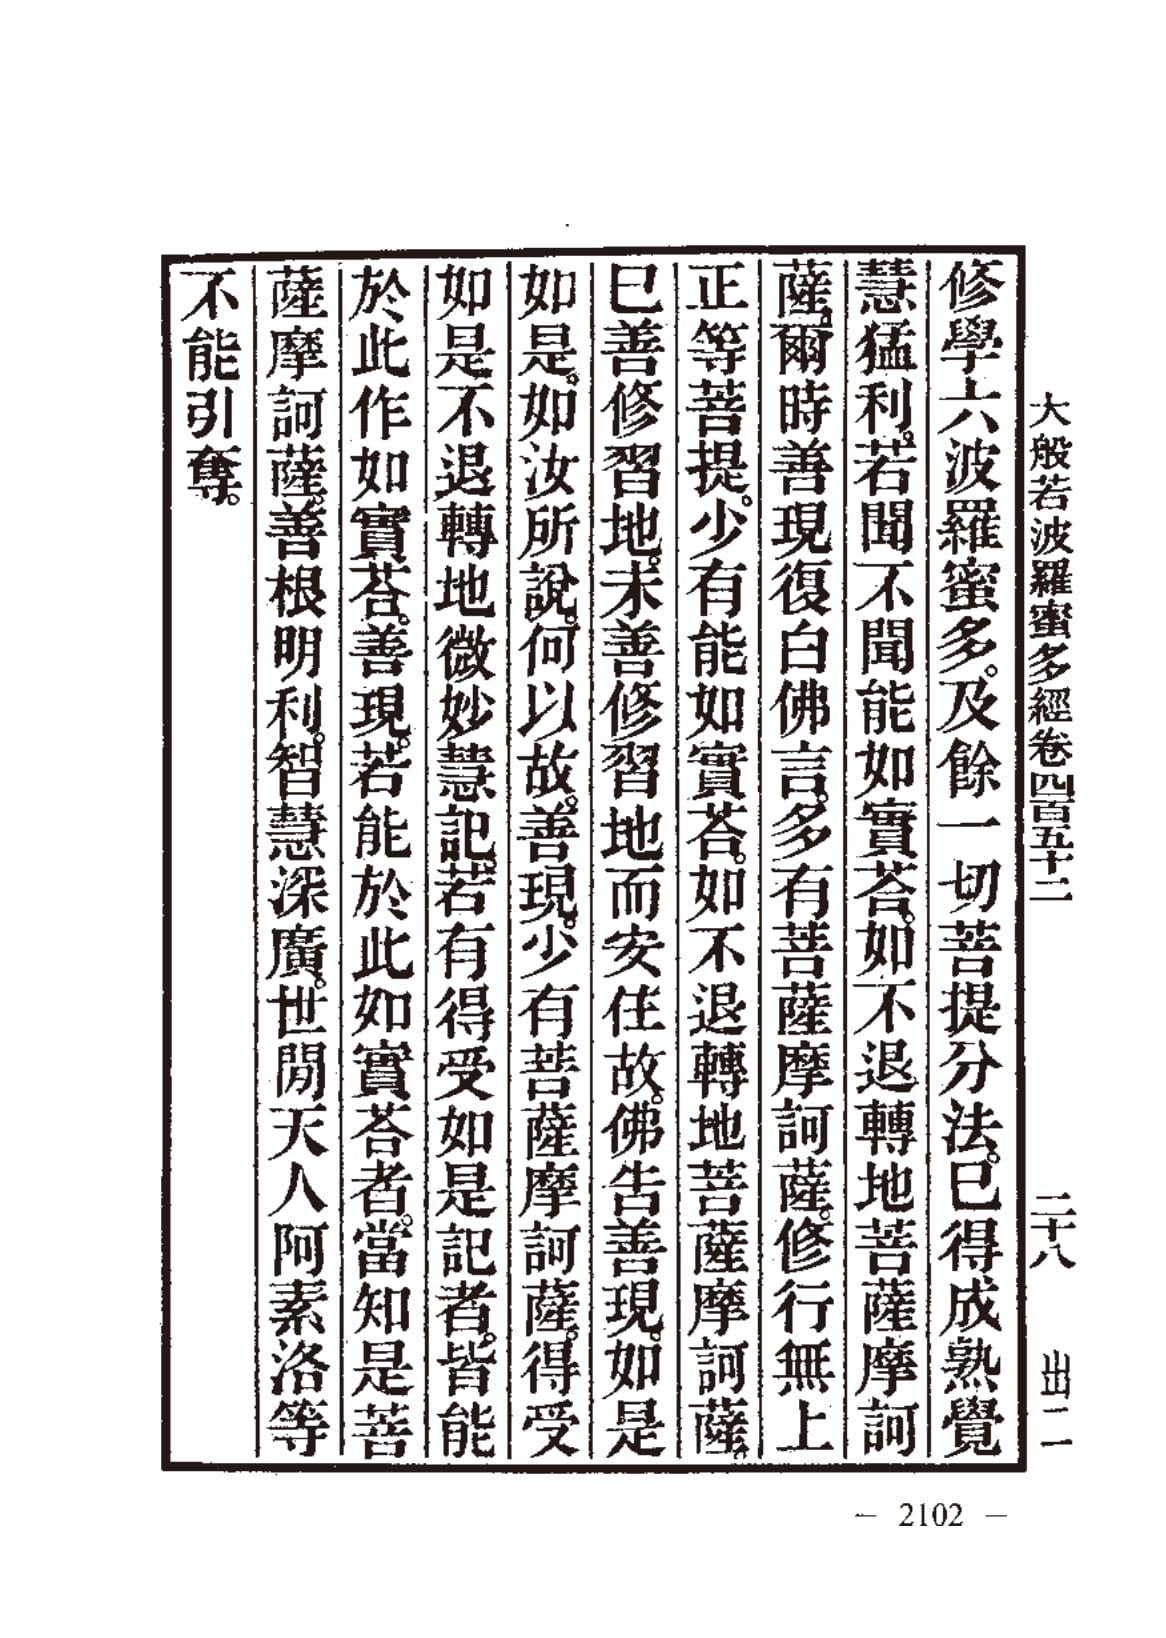 大般若波羅蜜多經卷四百五十二　二十八　出二
修學六波羅蜜多。及餘一切菩提分法。已得成熟覺
慧猛利。若聞不聞能如實荅。如不退轉地菩薩摩訶
薩。爾時善現復白佛言。多有菩薩摩訶薩。修行無上
正等菩提。少有能如實荅。如不退轉地菩薩摩訶薩。
已善修習地。未善修習地而安住故。佛告善現。如是
如是。如汝所說。何以故。善現。少有菩薩摩訶薩。得受
如是不退轉地微妙慧記。若有得受如是記者。皆能
於此作如實荅。善現。若能於此如實荅者。當知是菩
薩摩訶薩。善根明利。智慧深廣。世閒天人阿素洛等
不能引奪。
— 2102 —